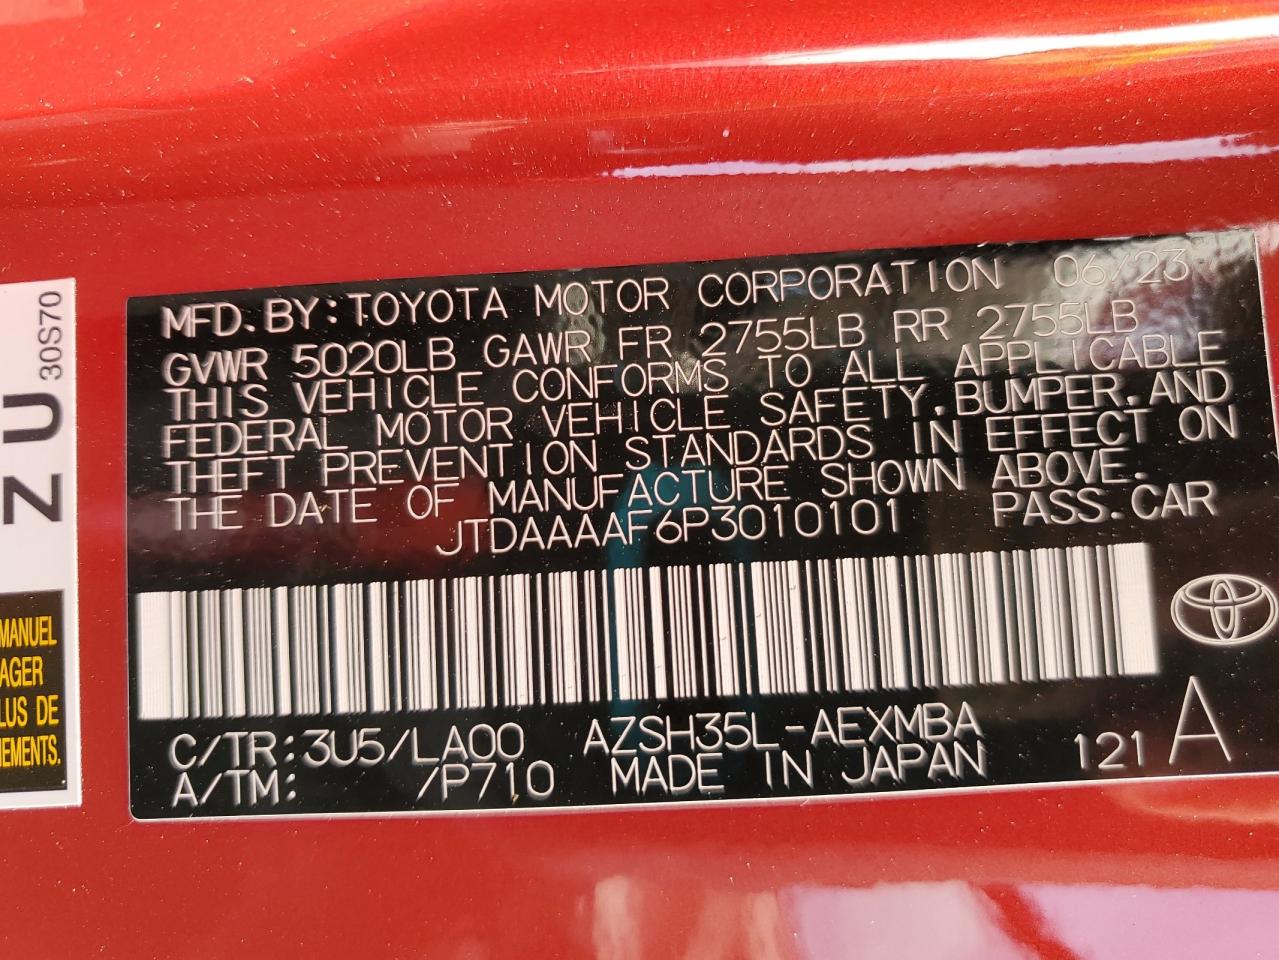 MFD.BY:TOYOTA MOTOR CORPORATION 06/23
GVWR 5020LB GAWR FR 2755LB RR 2755LB
THIS VEHICLE CONFORMS TO ALL APPLICABLE
FEDERAL MOTOR VEHICLE SAFETY,BUMPER,AND
THEFT PREVENTION STANDARDS IN EFFECT ON
THE DATE OF MANUFACTURE SHOWN ABOVE.
JTDAAAAF6P3010101 PASS.CAR
C/TR:3U5/LA00 AZSH35L-AEXMBA
A/TM: /P710 MADE IN JAPAN 121 A
ZU 30S70
MANUEL
AGER
LUS DE
EMENTS.